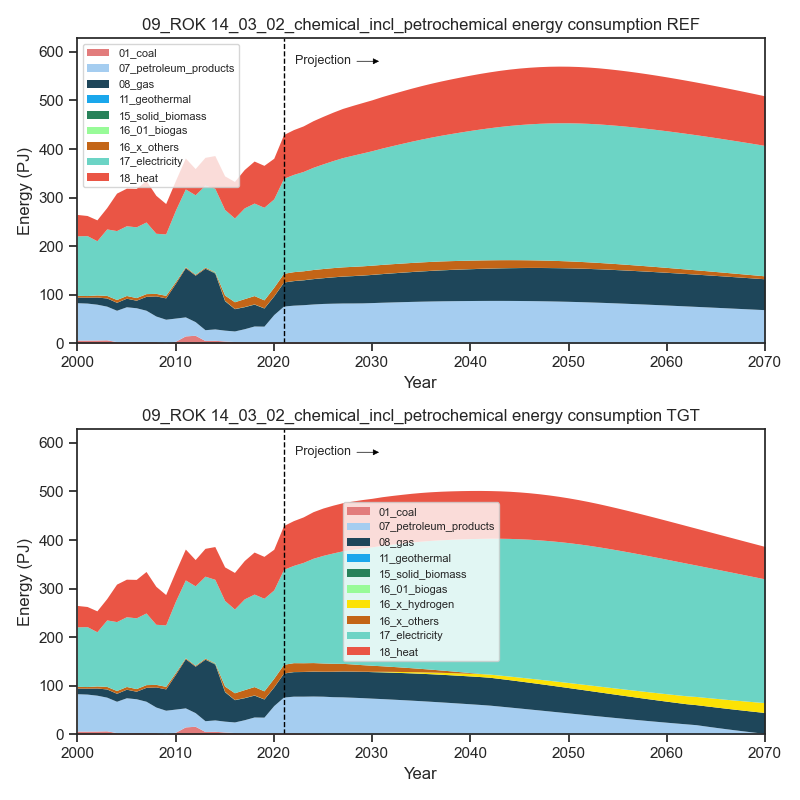 09_ROK 14_03_02_chemical_incl_petrochemical energy consumption REF
600
500
400
300
200
100
0
Energy (PJ)
01_coal
07_petroleum_products
08_gas
11_geothermal
15_solid_biomass
16_01_biogas
16_x_others
17_electricity
18_heat
Projection
2000 2010 2020 2030 2040 2050 2060 2070
Year
09_ROK 14_03_02_chemical_incl_petrochemical energy consumption TGT
600
500
400
300
200
100
0
Energy (PJ)
Projection
01_coal
07_petroleum_products
08_gas
11_geothermal
15_solid_biomass
16_01_biogas
16_x_hydrogen
16_x_others
17_electricity
18_heat
2000 2010 2020 2030 2040 2050 2060 2070
Year